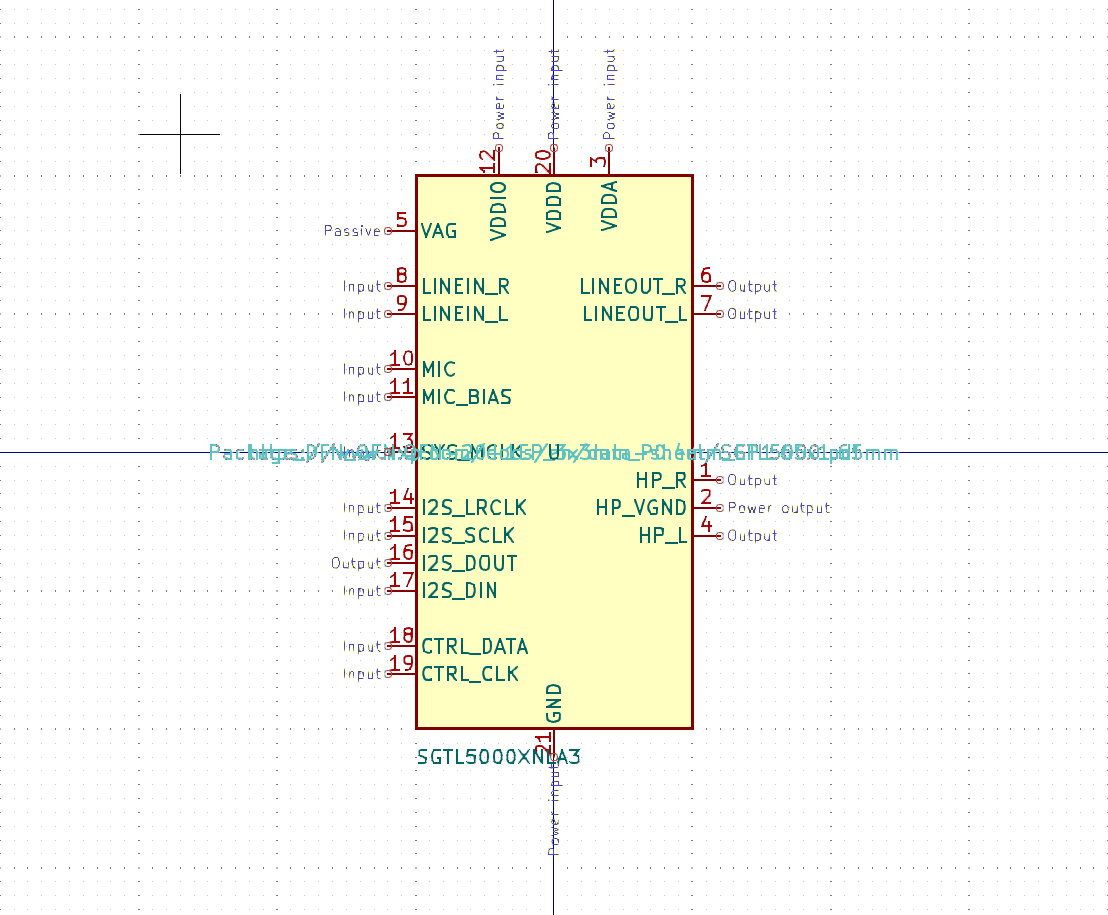 Power input
Power input
Power input
12
20
3
VDDIO
VDDD
VDDA
Passive 5 VAG
Input 8 LINEIN_R
LINEOUT_R 6 Output
Input 9 LINEIN_L
LINEOUT_L 7 Output
Input 10 MIC
Input 11 MIC_BIAS
13 SYS_MCLK U
HP_R 1 Output
Input 14 I2S_LRCLK
HP_VGND 2 Power output
Input 15 I2S_SCLK
HP_L 4 Output
Output 16 I2S_DOUT
Input 17 I2S_DIN
Input 18 CTRL_DATA
Input 19 CTRL_CLK
GND
21
SGTL5000XNLA3
Power input